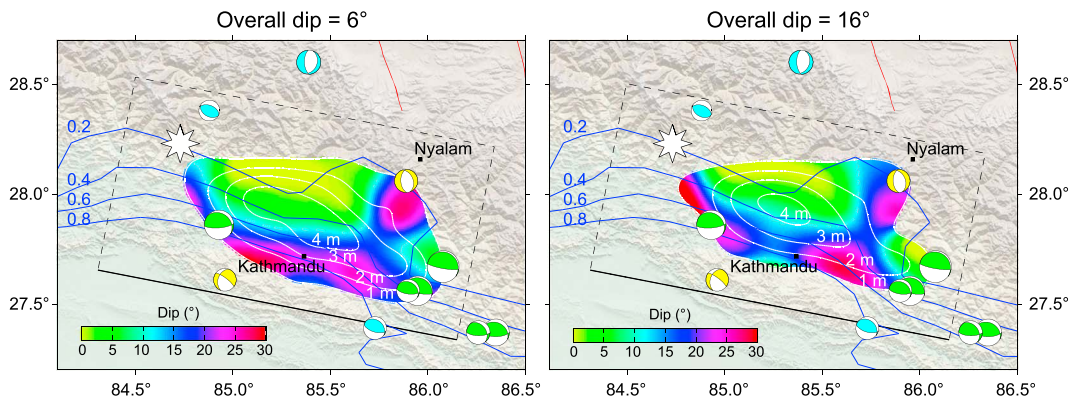 Overall dip = 6°
Overall dip = 16°
28.5°
28.0°
27.5°
0.2
0.4
0.6
0.8
Nyalam
4 m
3 m
2 m
1 m
Kathmandu
Dip (°)
0 5 10 15 20 25 30
84.5° 85.0° 85.5° 86.0° 86.5°
0.2
0.4
0.6
0.8
Nyalam
4 m
3 m
2 m
1 m
Kathmandu
Dip (°)
0 5 10 15 20 25 30
84.5° 85.0° 85.5° 86.0° 86.5°
28.5°
28.0°
27.5°